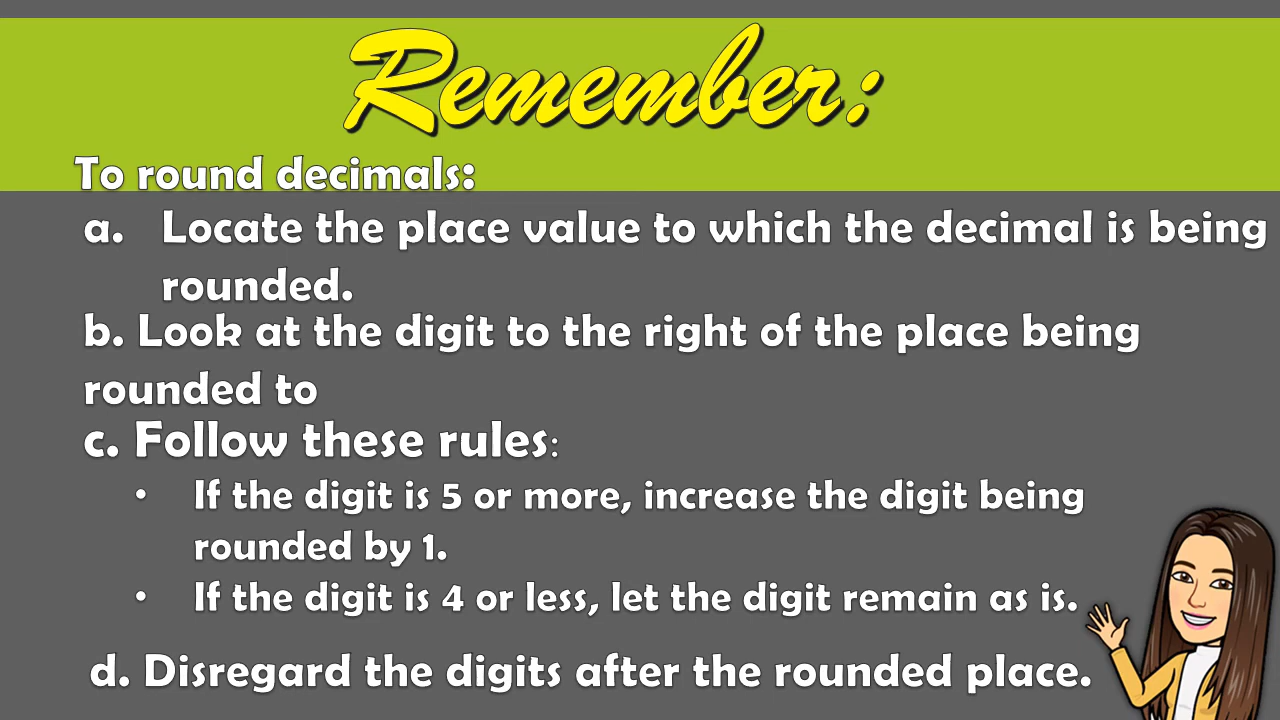 Remember:
To round decimals:
a. Locate the place value to which the decimal is being
rounded.
b. Look at the digit to the right of the place being
rounded to
c. Follow these rules:
• If the digit is 5 or more, increase the digit being
rounded by 1.
• If the digit is 4 or less, let the digit remain as is.
d. Disregard the digits after the rounded place.